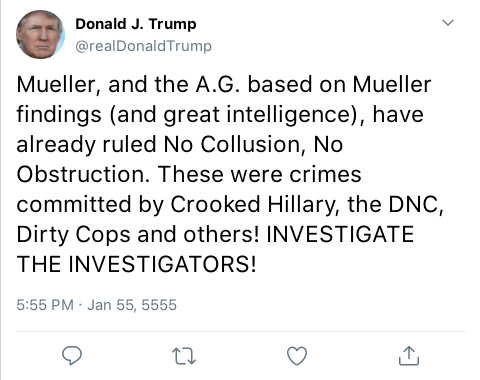 Donald J. Trump
@realDonaldTrump
Mueller, and the A.G. based on Mueller
findings (and great intelligence), have
already ruled No Collusion, No
Obstruction. These were crimes
committed by Crooked Hillary, the DNC,
Dirty Cops and others! INVESTIGATE
THE INVESTIGATORS!
5:55 PM · Jan 55, 5555